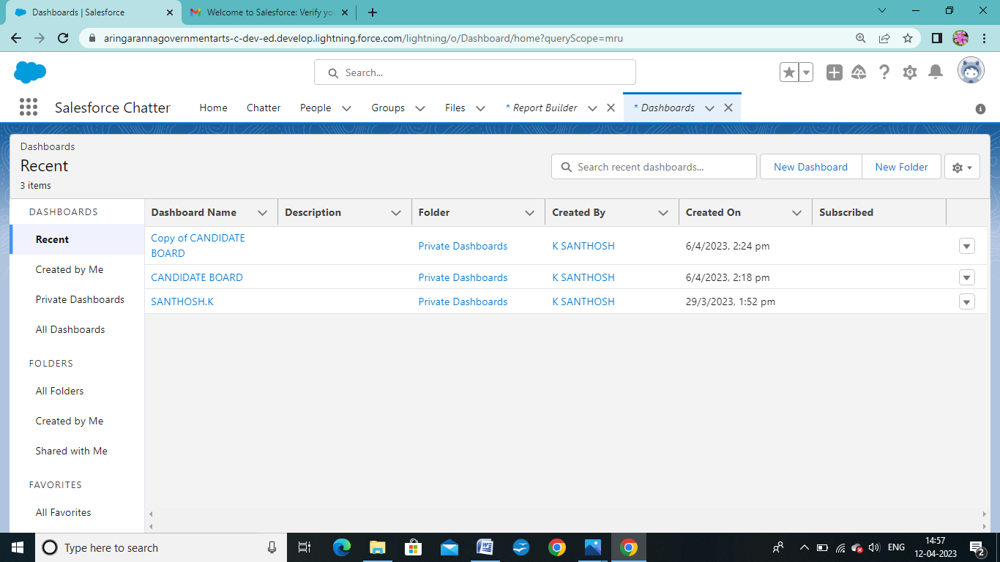 Dashboards | Salesforce
Welcome to Salesforce: Verify yo
aringarannagovernmentarts-c-dev-ed.develop.lightning.force.com/lightning/o/Dashboard/home?queryScope=mru
Search...
Salesforce Chatter
Home
Chatter
People
Groups
Files
* Report Builder
* Dashboards
Dashboards
Recent
3 items
Search recent dashboards...
New Dashboard
New Folder
DASHBOARDS
Recent
Created by Me
Private Dashboards
All Dashboards
FOLDERS
All Folders
Created by Me
Shared with Me
FAVORITES
All Favorites
Dashboard Name Description Folder Created By Created On Subscribed
Copy of CANDIDATE
BOARD
Private Dashboards K SANTHOSH 6/4/2023, 2:24 pm
CANDIDATE BOARD Private Dashboards K SANTHOSH 6/4/2023, 2:18 pm
SANTHOSH.K Private Dashboards K SANTHOSH 29/3/2023, 1:52 pm
Type here to search
ENG
14:57
12-04-2023
2